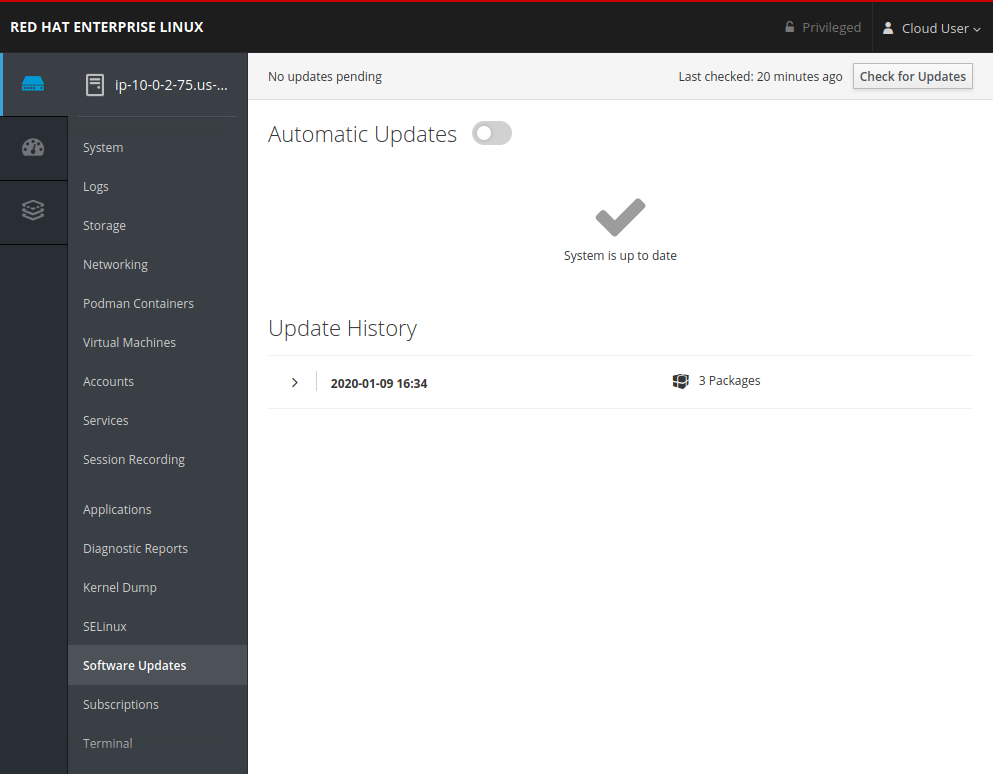 RED HAT ENTERPRISE LINUX
Privileged
Cloud User
ip-10-0-2-75.us-...
No updates pending
Last checked: 20 minutes ago
Check for Updates
System
Logs
Storage
Networking
Podman Containers
Virtual Machines
Accounts
Services
Session Recording
Applications
Diagnostic Reports
Kernel Dump
SELinux
Software Updates
Subscriptions
Terminal
Automatic Updates
System is up to date
Update History
2020-01-09 16:34
3 Packages